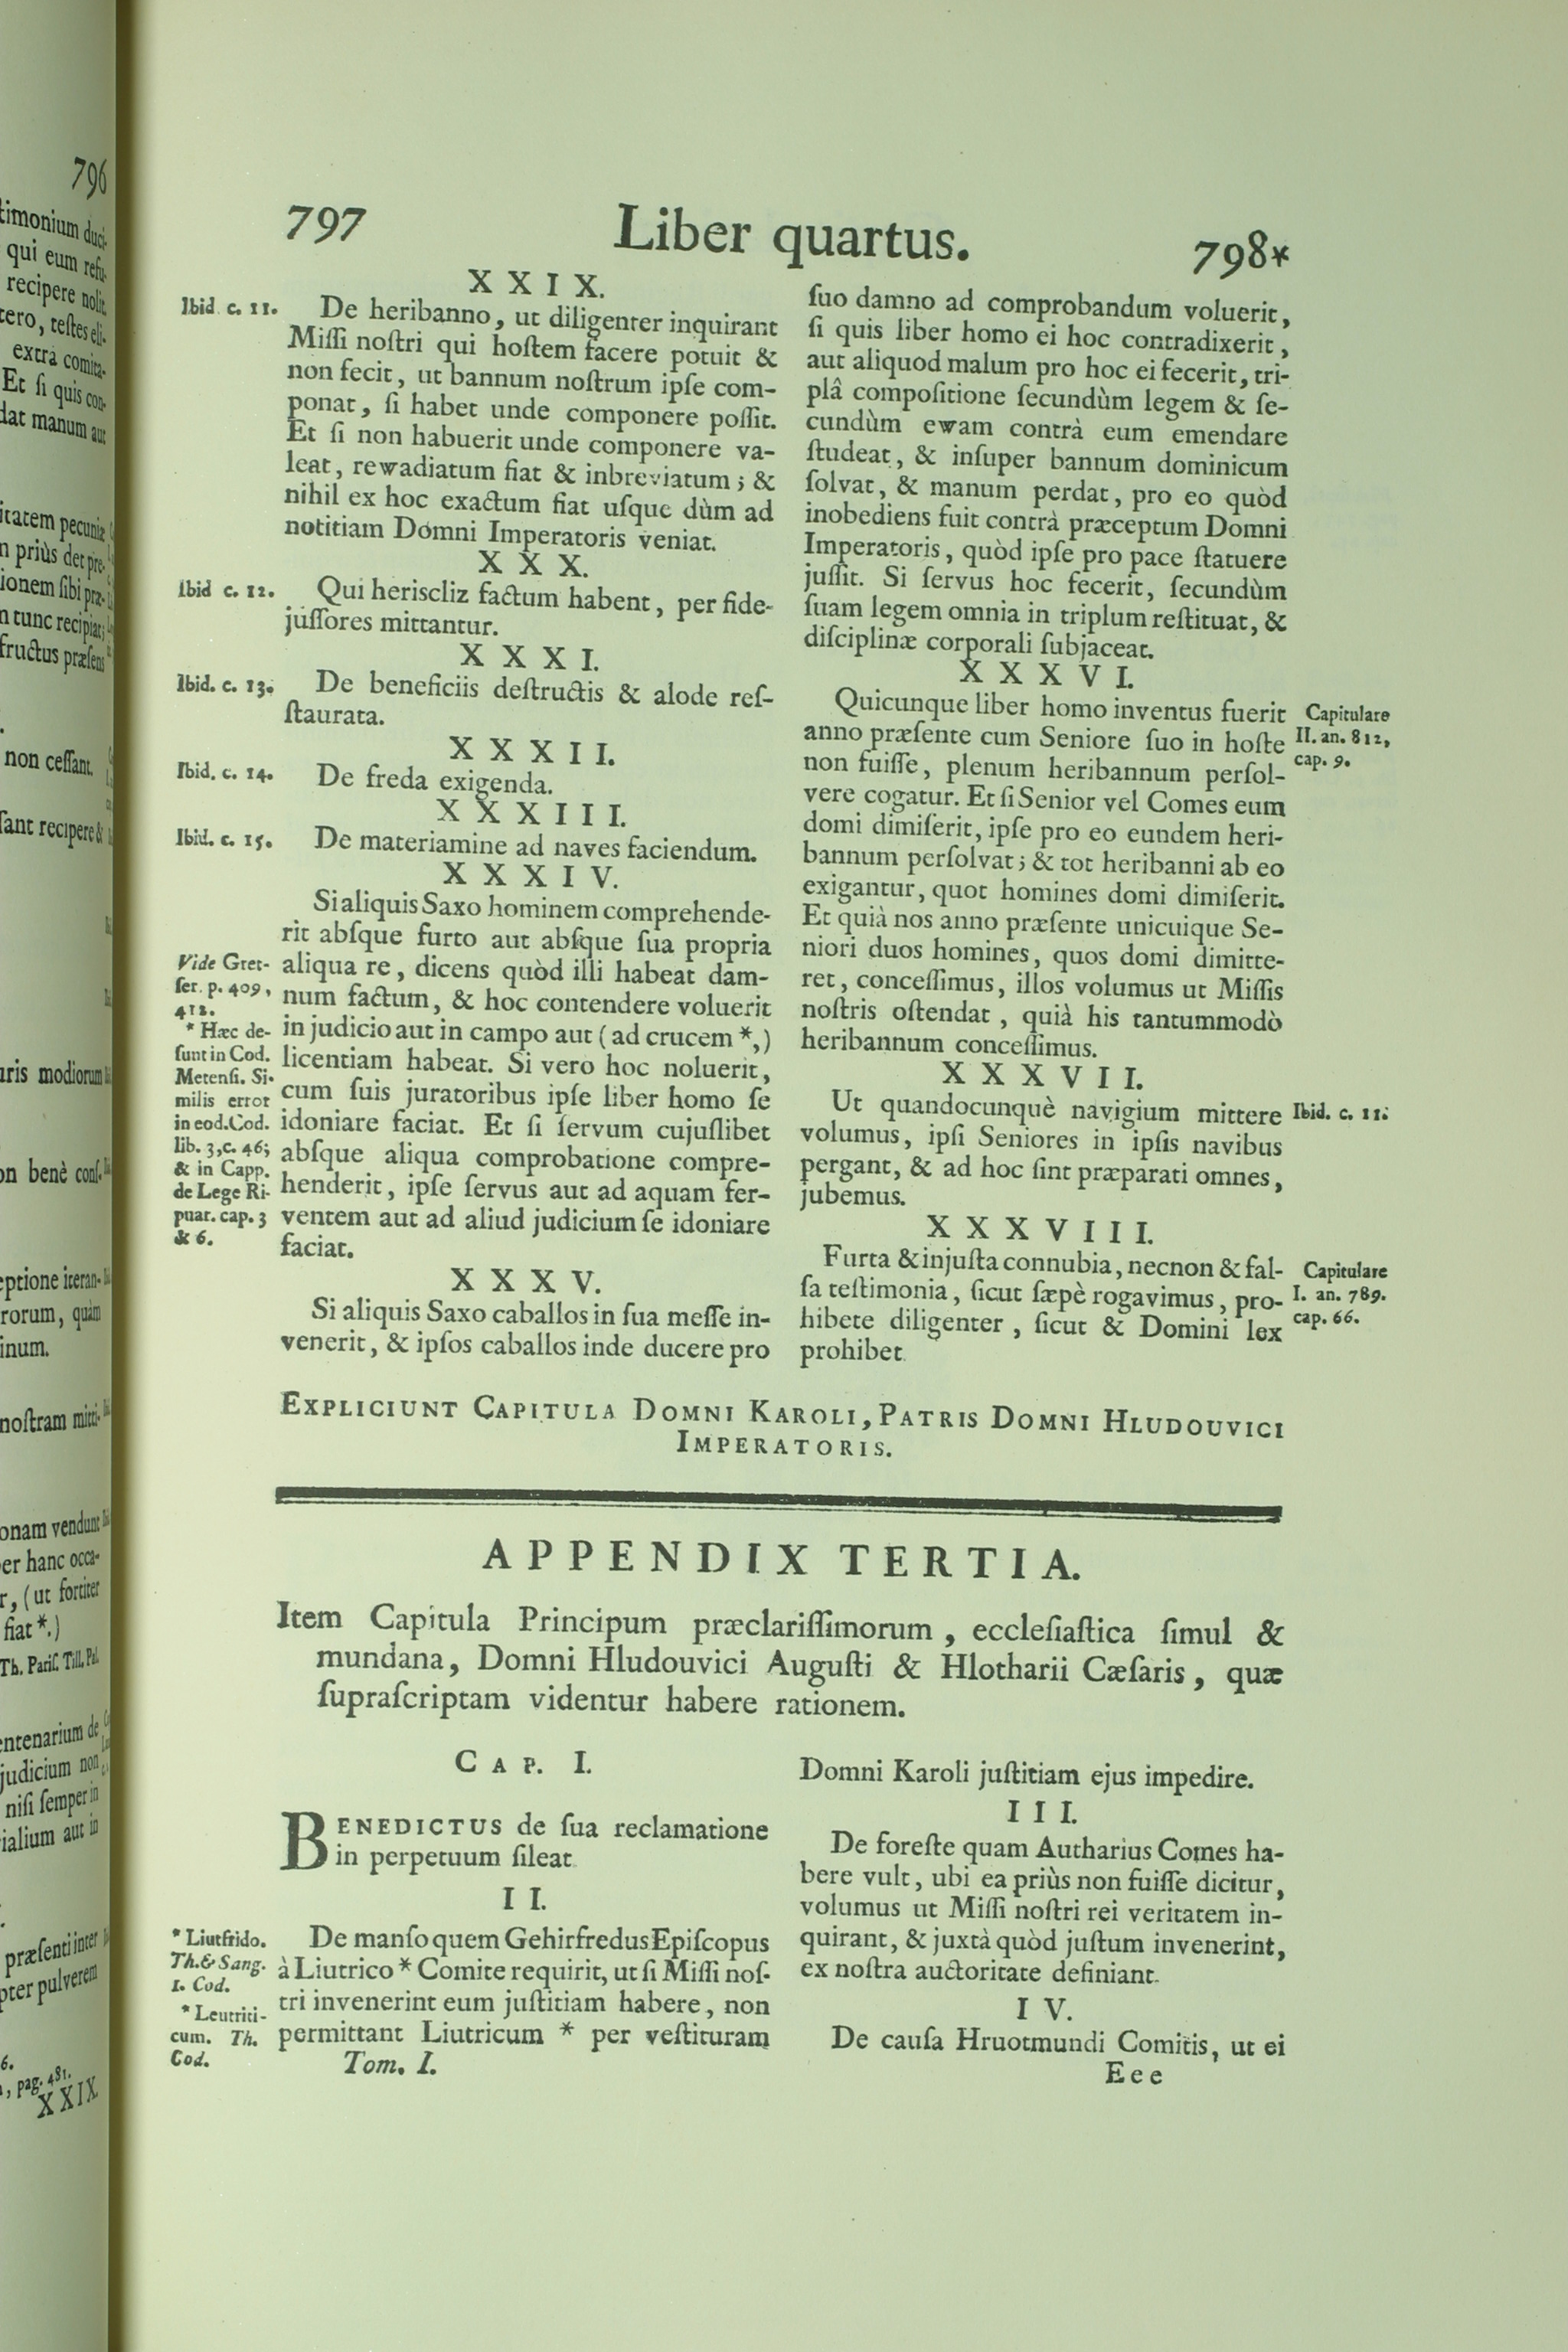 797
Liber quartus.
798*
XXIX.
Ibid. c. 11.
De heribanno, ut diligenter inquirant
Miſſi noſtri qui hoſtem facere potuit &
non fecit, ut bannum noſtrum ipſe com-
ponat, ſi habet unde componere poſſit.
Et ſi non habuerit unde componere va-
leat, rewadiatum fiat & inbreviatum; &
nihil ex hoc exactum fiat uſque dùm ad
notitiam Domni Imperatoris veniat.
XXX.
Ibid c. 12.
Qui heriscliz factum habent, per fide-
juſſores mittantur.
XXXI.
Ibid. c. 13.
De beneficiis deſtructis & alode reſ-
ſtaurata.
XXXII.
Ibid. c. 14.
De freda exigenda.
XXXIII.
Ibid. c. 15.
De materiamine ad naves faciendum.
XXXIV.
Si aliquis Saxo hominem comprehende-
rit abſque furto aut abſque ſua propria
aliqua re, dicens quòd illi habeat dam-
num factum, & hoc contendere voluerit
in judicio aut in campo aut (ad crucem *,)
licentiam habeat. Si vero hoc noluerit,
cum ſuis juratoribus ipſe liber homo ſe
idoniare faciat. Et ſi ſervum cujuſlibet
abſque aliqua comprobatione compre-
henderit, ipſe ſervus aut ad aquam fer-
ventem aut ad aliud judicium ſe idoniare
faciat.
Vide Gret-
ſer. p. 409,
412.
* Hæc de-
ſunt in Cod.
Metenſi. Si-
milis error
in eod. Cod.
lib. 3, c. 46;
& in Capp.
de Lege Ri-
puar. cap. 3
& 6.
XXXV.
Si aliquis Saxo caballos in ſua meſſe in-
venerit, & ipſos caballos inde ducere pro
ſuo damno ad comprobandum voluerit,
ſi quis liber homo ei hoc contradixerit,
aut aliquod malum pro hoc ei fecerit, tri-
plâ compoſitione ſecundùm legem & ſe-
cundùm ewam contrà eum emendare
ſtudeat, & inſuper bannum dominicum
ſolvat, & manum perdat, pro eo quòd
inobediens fuit contrà præceptum Domni
Imperatoris, quòd ipſe pro pace ſtatuere
juſſit. Si ſervus hoc fecerit, ſecundùm
ſuam legem omnia in triplum reſtituat, &
diſciplinæ corporali ſubjaceat.
XXXVI.
Quicunque liber homo inventus fuerit
anno præſente cum Seniore ſuo in hoſte
non fuiſſe, plenum heribannum perſol-
vere cogatur. Et ſi Senior vel Comes eum
domi dimiſerit, ipſe pro eo eundem heri-
bannum perſolvat; & tot heribanni ab eo
exigantur, quot homines domi dimiſerit.
Et quià nos anno præſente unicuique Se-
niori duos homines, quos domi dimitte-
ret, conceſſimus, illos volumus ut Miſſis
noſtris oſtendat, quià his tantummodò
heribannum conceſſimus.
Capitulare
II. an. 812,
cap. 9.
XXXVII.
Ut quandocunquè navigium mittere
volumus, ipſi Seniores in ipſis navibus
pergant, & ad hoc ſint præparati omnes,
jubemus.
Ibid. c. 11.
XXXVIII.
Furta & injuſta connubia, necnon & fal-
ſa teſtimonia, ſicut ſæpè rogavimus, pro-
hibete diligenter, ſicut & Domini lex
prohibet
Capitulare
I. an. 789.
cap. 66.
EXPLICIUNT CAPITULA DOMNI KAROLI, PATRIS DOMNI HLUDOUVICI
IMPERATORIS.
APPENDIX TERTIA.
Item Capitula Principum præclariſſimorum, eccleſiaſtica ſimul &
mundana, Domni Hludouvici Auguſti & Hlotharii Cæſaris, quæ
ſupraſcriptam videntur habere rationem.
CAP. I.
BENEDICTUS de ſua reclamatione
in perpetuum ſileat
II.
De manſo quem Gehirfredus Epiſcopus
à Liutrico * Comite requirit, ut ſi Miſſi noſ-
tri invenerint eum juſtitiam habere, non
permittant Liutricum * per veſtituram
* Liutfrido.
Th. & Sang.
1. Cod.
* Leutriti-
cum. Th.
Cod.
Tom. I.
Domni Karoli juſtitiam ejus impedire.
III.
De foreſte quam Autharius Comes ha-
bere vult, ubi ea priùs non fuiſſe dicitur,
volumus ut Miſſi noſtri rei veritatem in-
quirant, & juxtà quòd juſtum invenerint,
ex noſtra auctoritate definiant.
IV.
De cauſa Hruotmundi Comitis, ut ei
Eee